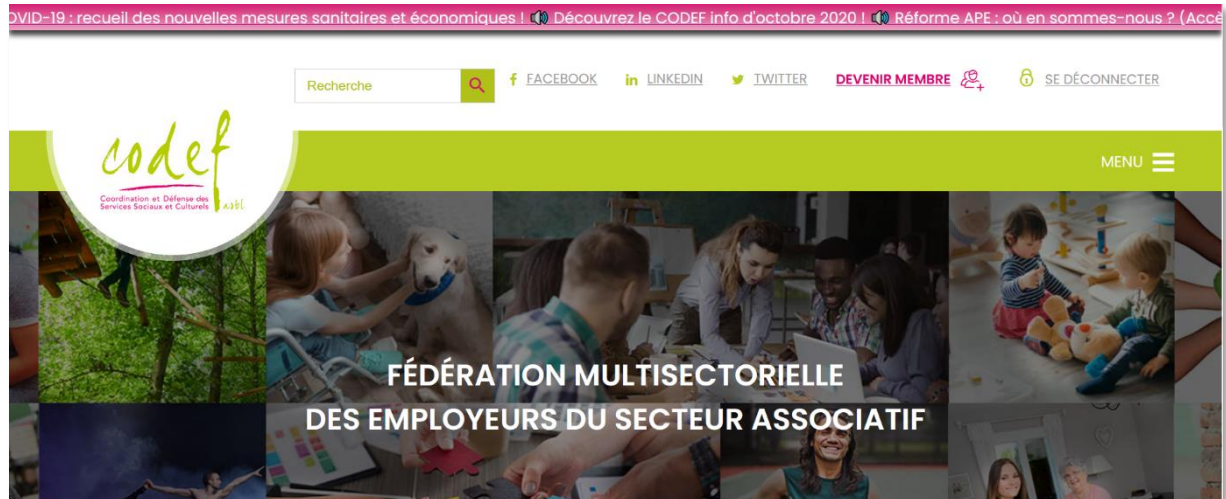 OVID-19 : recueil des nouvelles mesures sanitaires et économiques ! 🔊 Découvrez le CODEF info d'octobre 2020 ! 🔊 Réforme APE : où en sommes-nous ? (Accè
Recherche
FACEBOOK
LINKEDIN
TWITTER
DEVENIR MEMBRE
SE DÉCONNECTER
codef
Coordination et Défense des
Services Sociaux et Culturels
asbl
MENU
FÉDÉRATION MULTISECTORIELLE
DES EMPLOYEURS DU SECTEUR ASSOCIATIF